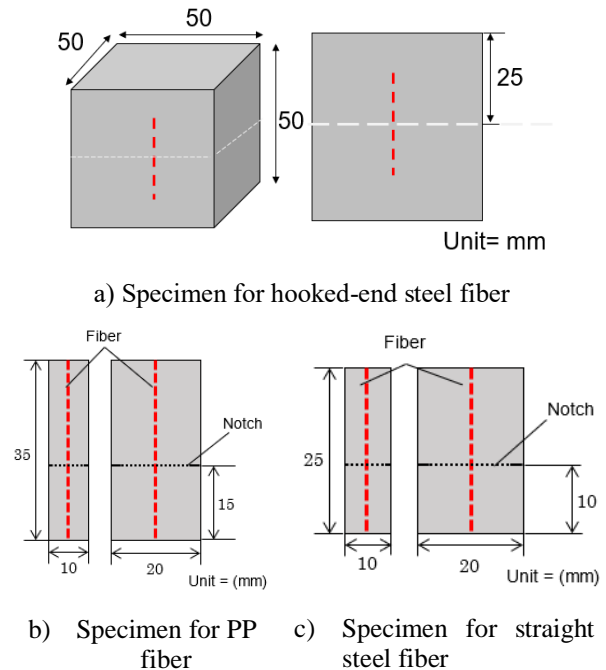 50
50
50
25
Unit= mm
a) Specimen for hooked-end steel fiber
Fiber
Notch
35
15
10
20
Unit = (mm)
b) Specimen for PP
fiber
Fiber
Notch
25
10
10
20
Unit = (mm)
c) Specimen for straight
steel fiber